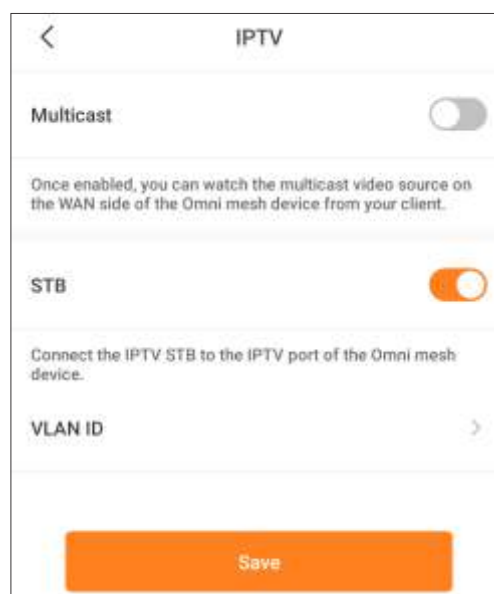 IPTV
Multicast
Once enabled, you can watch the multicast video source on
the WAN side of the Omni mesh device from your client.
STB
Connect the IPTV STB to the IPTV port of the Omni mesh
device.
VLAN ID
Save